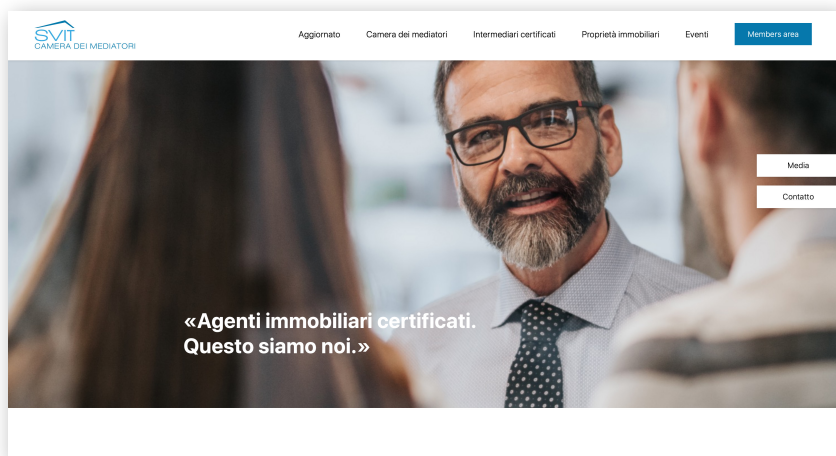 SVIT
CAMERA DEI MEDIATORI
Aggiornato
Camera dei mediatori
Intermediari certificati
Proprietà immobiliari
Eventi
Members area
Media
Contatto
«Agenti immobiliari certificati.
Questo siamo noi.»